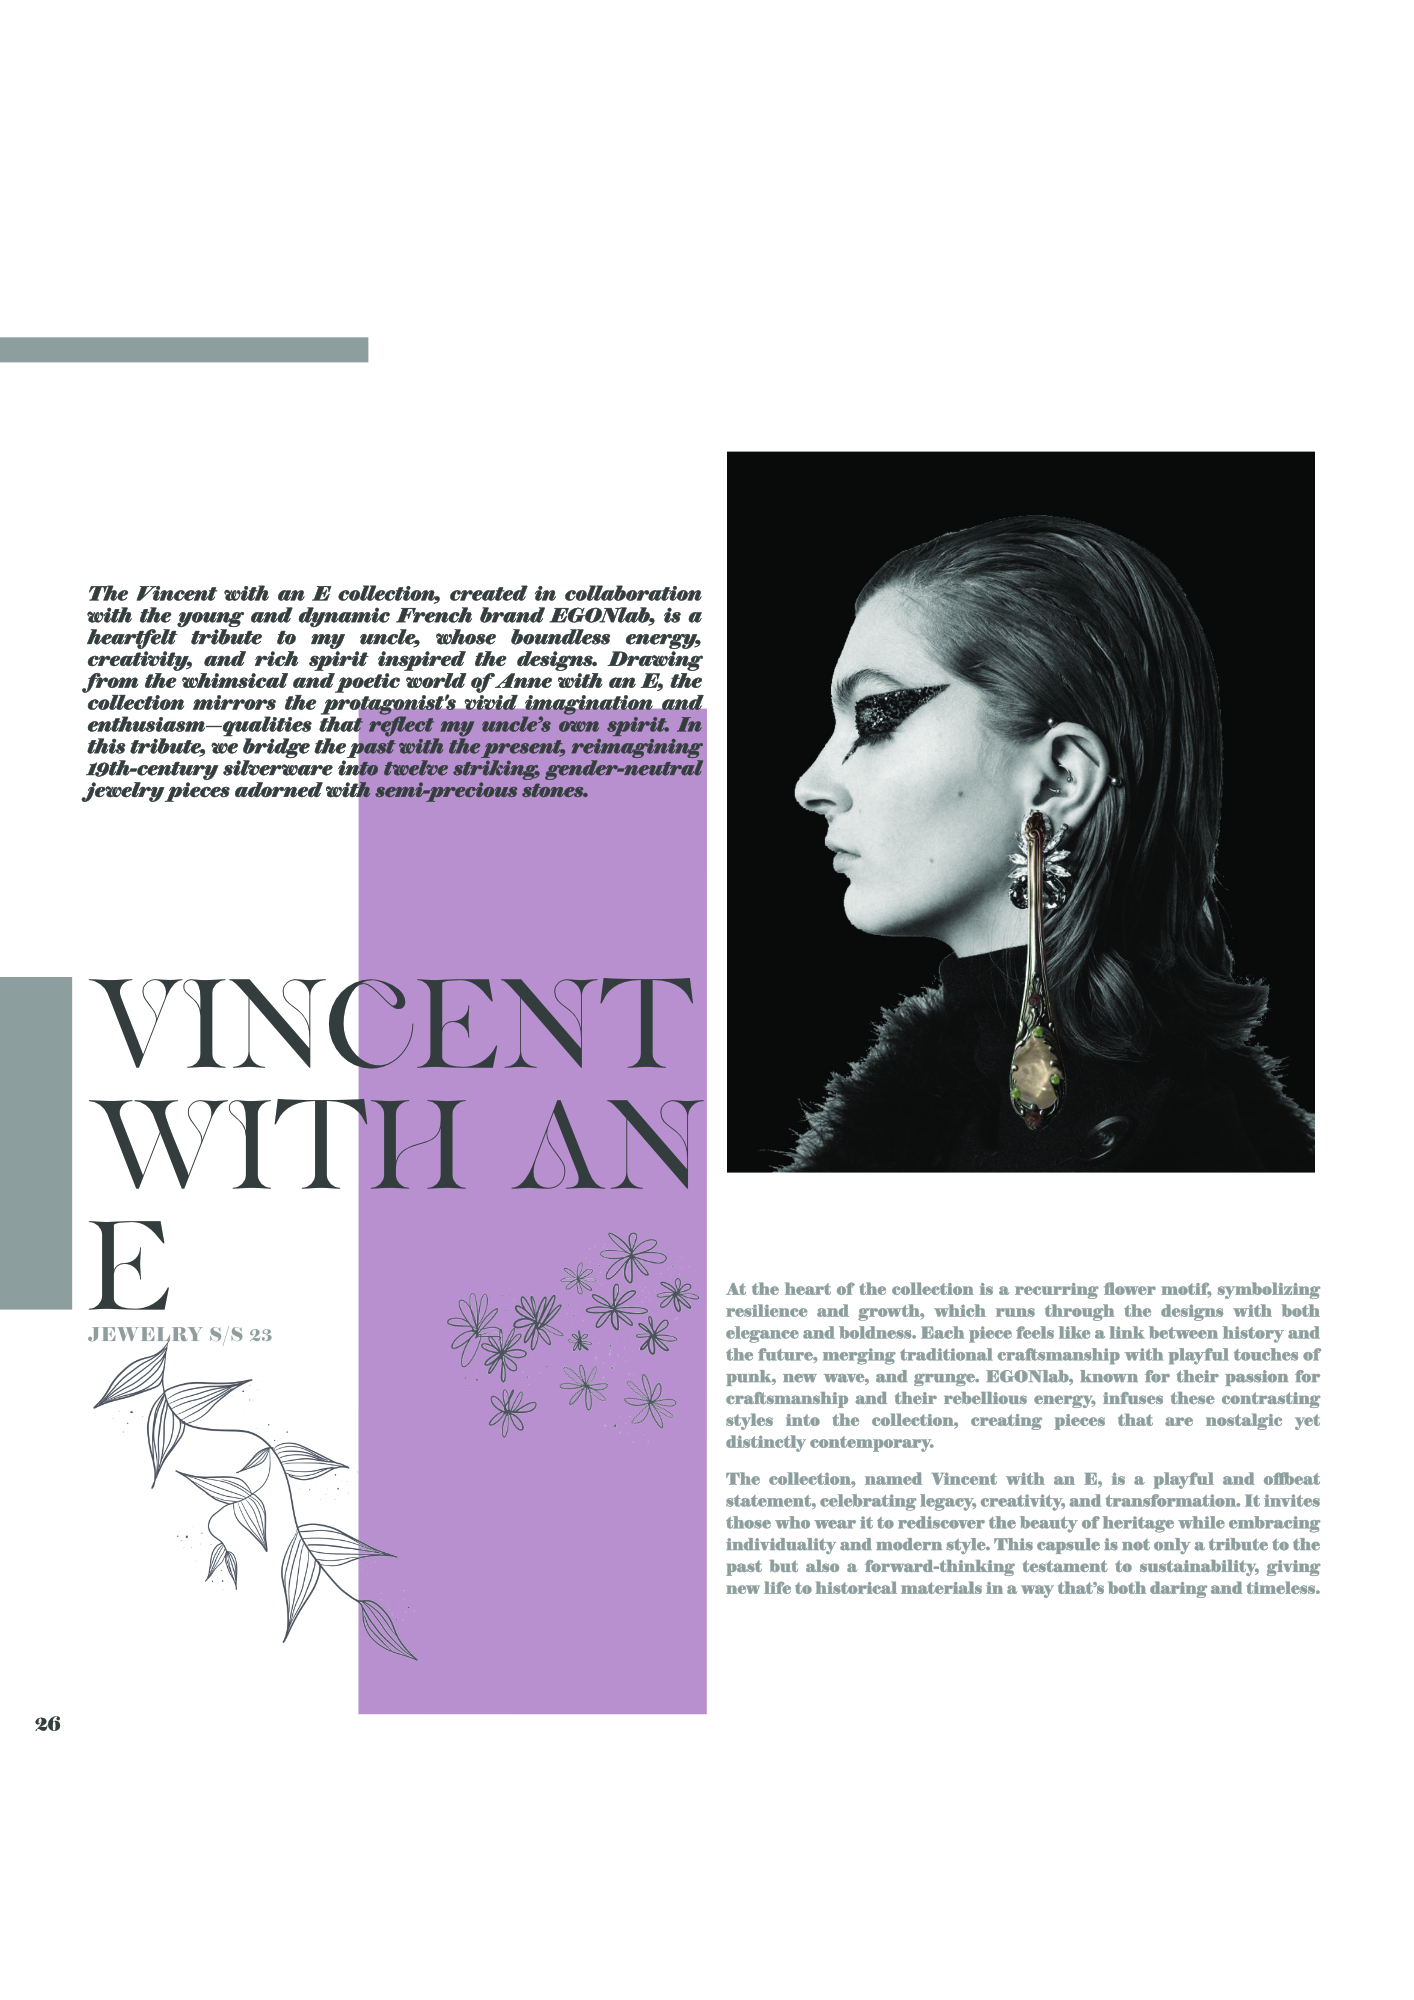 The Vincent with an E collection, created in collaboration
with the young and dynamic French brand EGONlab, is a
heartfelt tribute to my uncle, whose boundless energy,
creativity, and rich spirit inspired the designs. Drawing
from the whimsical and poetic world of Anne with an E, the
collection mirrors the protagonist's vivid imagination and
enthusiasm—qualities that reflect my uncle’s own spirit. In
this tribute, we bridge the past with the present, reimagining
19th-century silverware into twelve striking, gender-neutral
jewelry pieces adorned with semi-precious stones.
VINCENT
WITH AN
E
JEWELRY S/S 23
At the heart of the collection is a recurring flower motif, symbolizing
resilience and growth, which runs through the designs with both
elegance and boldness. Each piece feels like a link between history and
the future, merging traditional craftsmanship with playful touches of
punk, new wave, and grunge. EGONlab, known for their passion for
craftsmanship and their rebellious energy, infuses these contrasting
styles into the collection, creating pieces that are nostalgic yet
distinctly contemporary.
The collection, named Vincent with an E, is a playful and offbeat
statement, celebrating legacy, creativity, and transformation. It invites
those who wear it to rediscover the beauty of heritage while embracing
individuality and modern style. This capsule is not only a tribute to the
past but also a forward-thinking testament to sustainability, giving
new life to historical materials in a way that’s both daring and timeless.
26